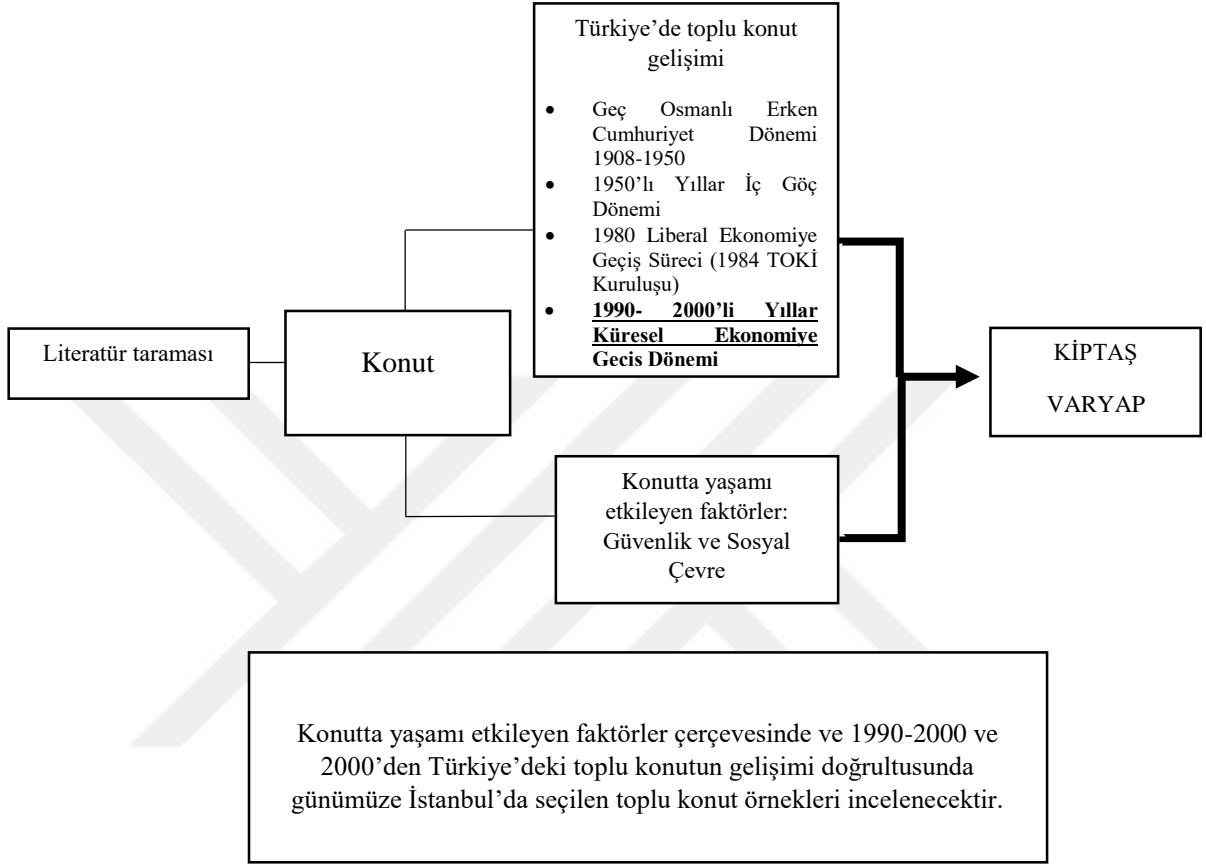 Türkiye’de toplu konut
gelişimi
• Geç Osmanlı Erken
Cumhuriyet Dönemi
1908-1950
• 1950’lı Yıllar İç Göç
Dönemi
• 1980 Liberal Ekonomiye
Geçiş Süreci (1984 TOKİ
Kuruluşu)
• 1990- 2000’li Yıllar
Küresel Ekonomiye
Gecis Dönemi
Literatür taraması
Konut
KİPTAŞ
VARYAP
Konutta yaşamı
etkileyen faktörler:
Güvenlik ve Sosyal
Çevre
Konutta yaşamı etkileyen faktörler çerçevesinde ve 1990-2000 ve
2000’den Türkiye’deki toplu konutun gelişimi doğrultusunda
günümüze İstanbul’da seçilen toplu konut örnekleri incelenecektir.